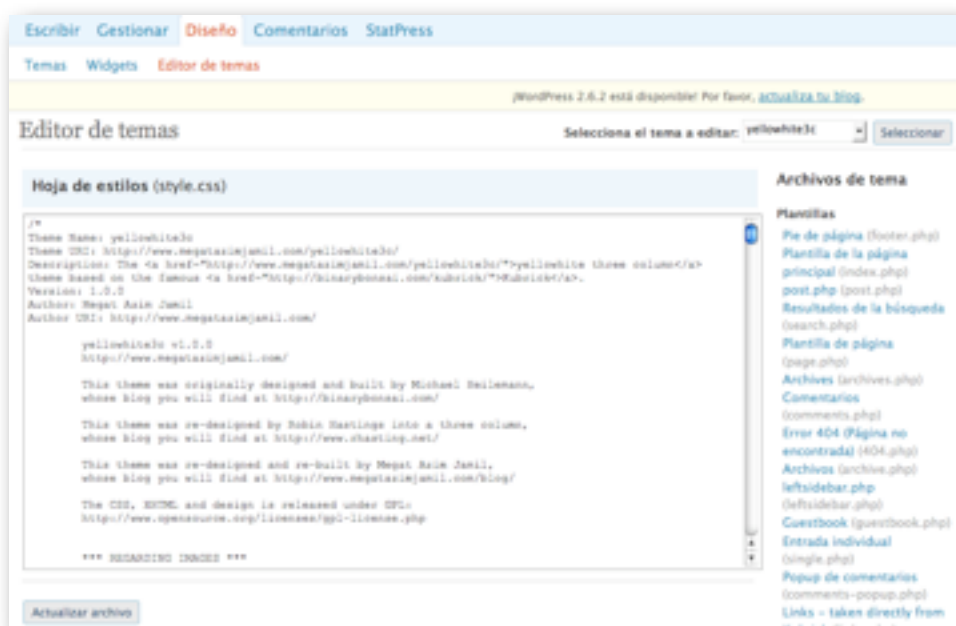 Escribir Gestionar Diseño Comentarios StatPress
Temas Widgets Editor de temas
¡WordPress 2.6.2 está disponible! Por favor, actualiza tu blog.
Editor de temas
Selecciona el tema a editar: yellowhite3c Seleccionar
Hoja de estilos (style.css)
/*
Theme Name: yellowhite3c
Theme URI: http://www.megatazimjamil.com/yellowhite3c/
Description: The <a href="http://www.megatazimjamil.com/yellowhite3c/">yellowhite three column</a>
theme based on the famous <a href="http://binarybonsai.com/kubrick/">Kubrick</a>.
Version: 1.0.0
Author: Megat Azim Jamil
Author URI: http://www.megatazimjamil.com/
yellowhite3c v1.0.0
http://www.megatazimjamil.com/
This theme was originally designed and built by Michael Heilemann,
whose blog you will find at http://binarybonsai.com/
This theme was re-designed by Robin Hastings into a three column,
whose blog you will find at http://www.rhasting.net/
This theme was re-designed and re-built by Megat Azim Jamil,
whose blog you will find at http://www.megatazimjamil.com/blog/
The CSS, XHTML and design is released under GPL:
http://www.opensource.org/licenses/gpl-license.php
*** REGARDING IMAGES ***
Actualizar archivo
Archivos de tema
Plantillas
Pie de página (footer.php)
Plantilla de la página
principal (index.php)
post.php (post.php)
Resultados de la búsqueda
(search.php)
Plantilla de página
(page.php)
Archives (archives.php)
Comentarios
(comments.php)
Error 404 (Página no
encontrada) (404.php)
Archivos (archive.php)
leftsidebar.php
(leftsidebar.php)
Guestbook (guestbook.php)
Entrada individual
(single.php)
Popup de comentarios
(comments-popup.php)
Links - taken directly from